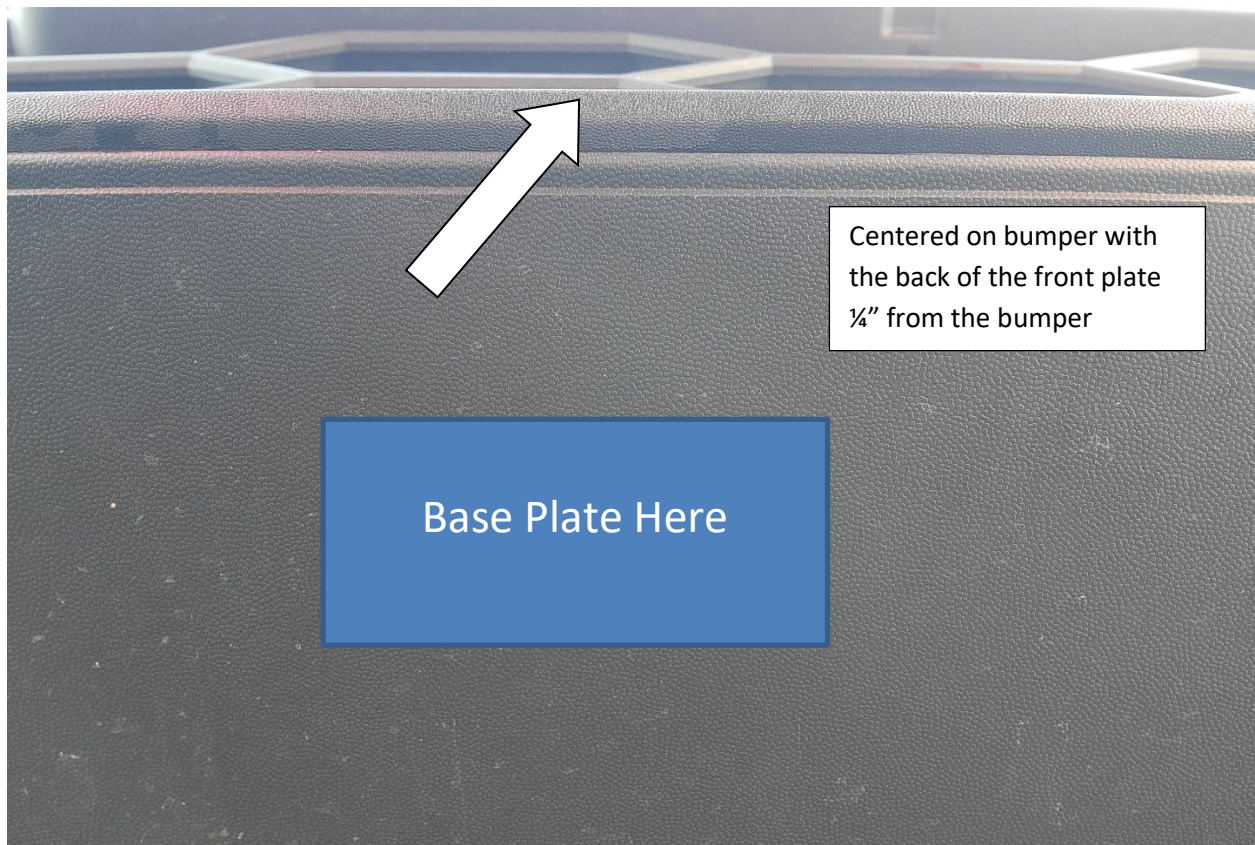 Centered on bumper with
the back of the front plate
¼” from the bumper
Base Plate Here